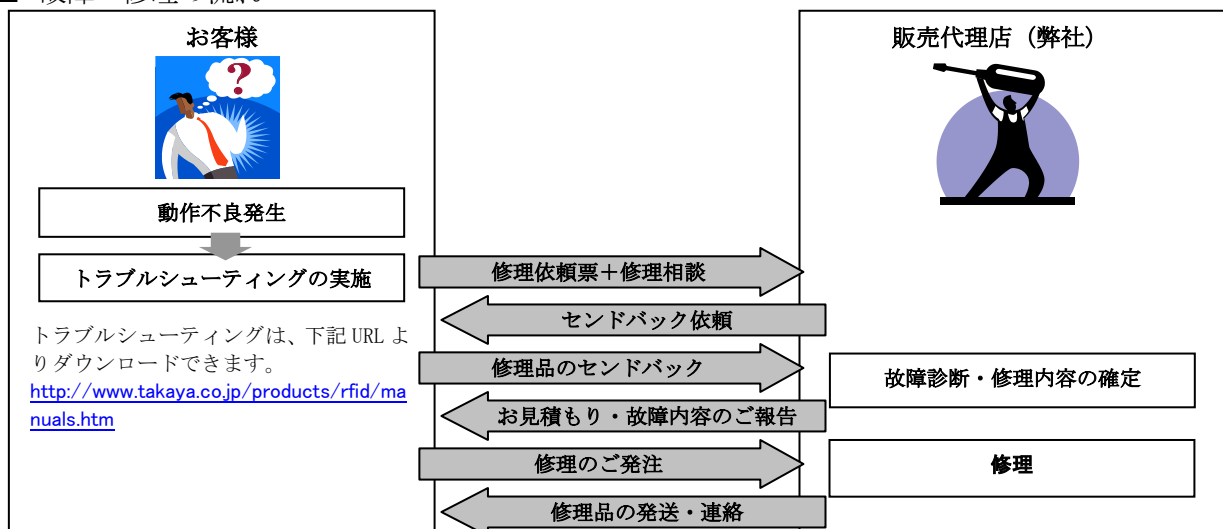 お客様
動作不良発生
トラブルシューティングの実施
トラブルシューティングは、下記 URL よ
りダウンロードできます。
http://www.takaya.co.jp/products/rfid/ma
nuals.htm
修理依頼票＋修理相談
センドバック依頼
修理品のセンドバック
お見積もり・故障内容のご報告
修理のご発注
修理品の発送・連絡
販売代理店（弊社）
故障診断・修理内容の確定
修理
?